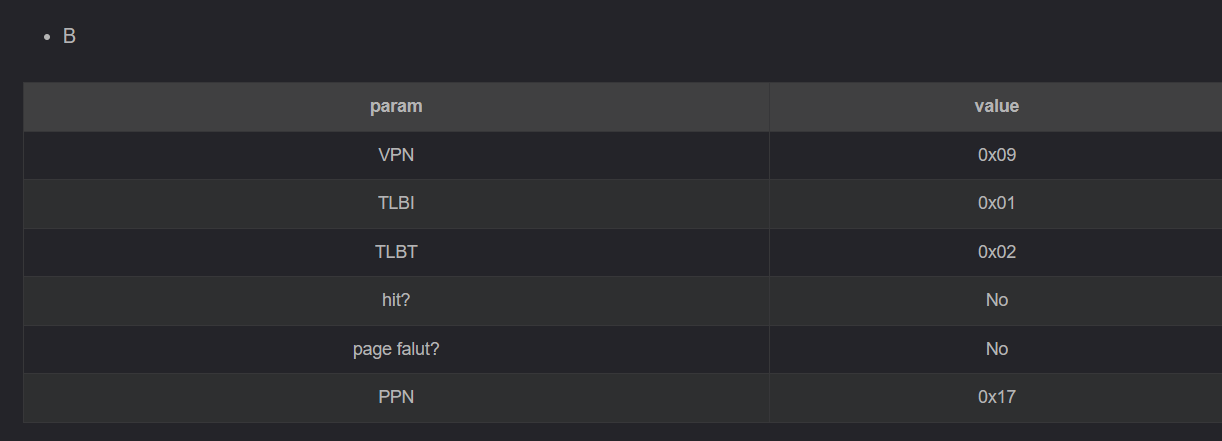 B
param value
VPN 0x09
TLBI 0x01
TLBT 0x02
hit? No
page falut? No
PPN 0x17